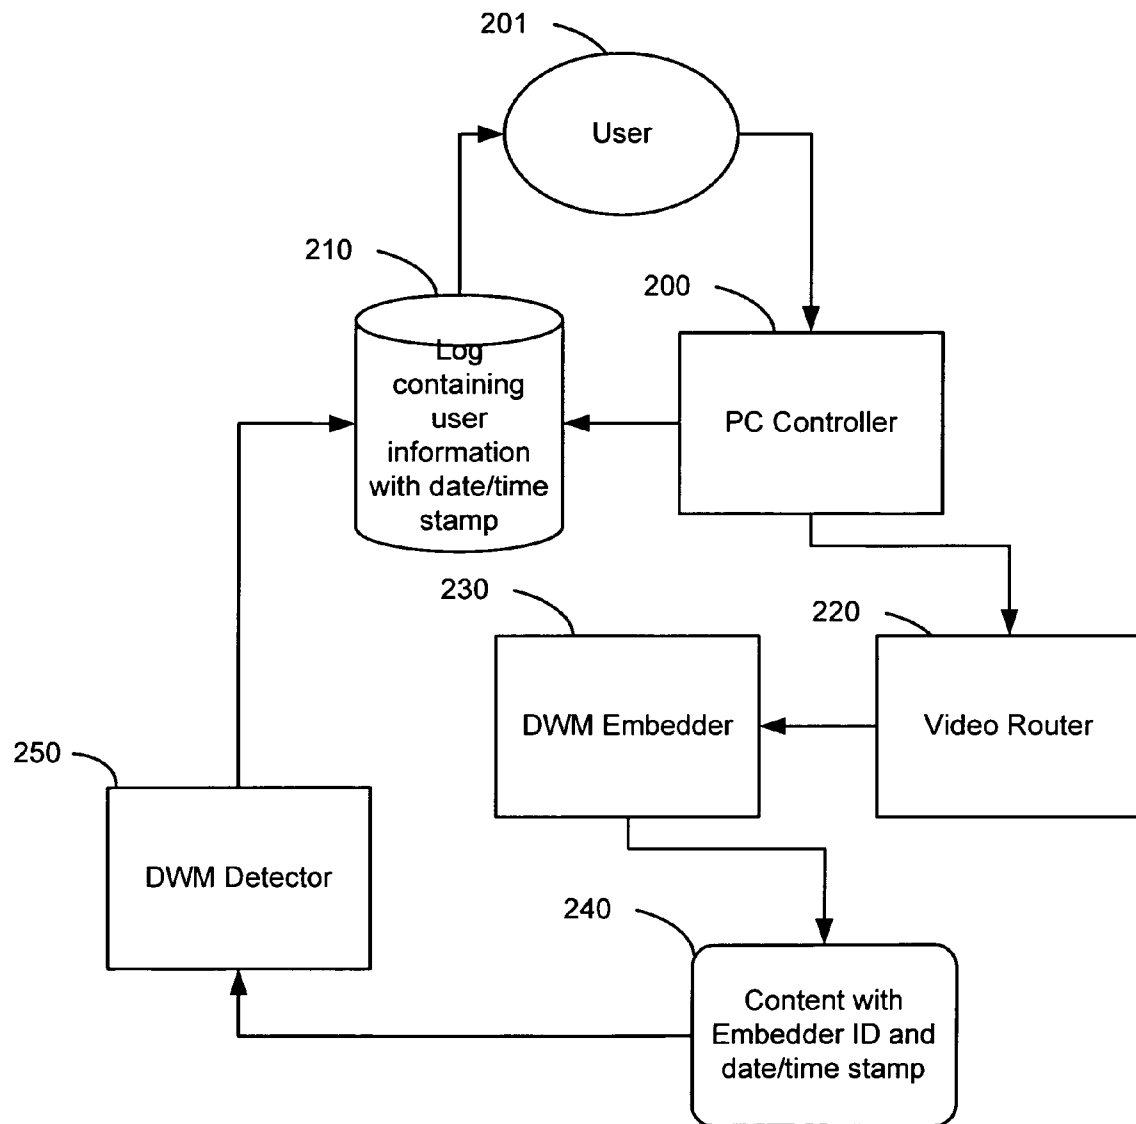 201
User
210
200
Log
containing
user
information
with date/time
stamp
PC Controller
230
220
DWM Embedder
Video Router
250
DWM Detector
240
Content with
Embedder ID and
date/time stamp